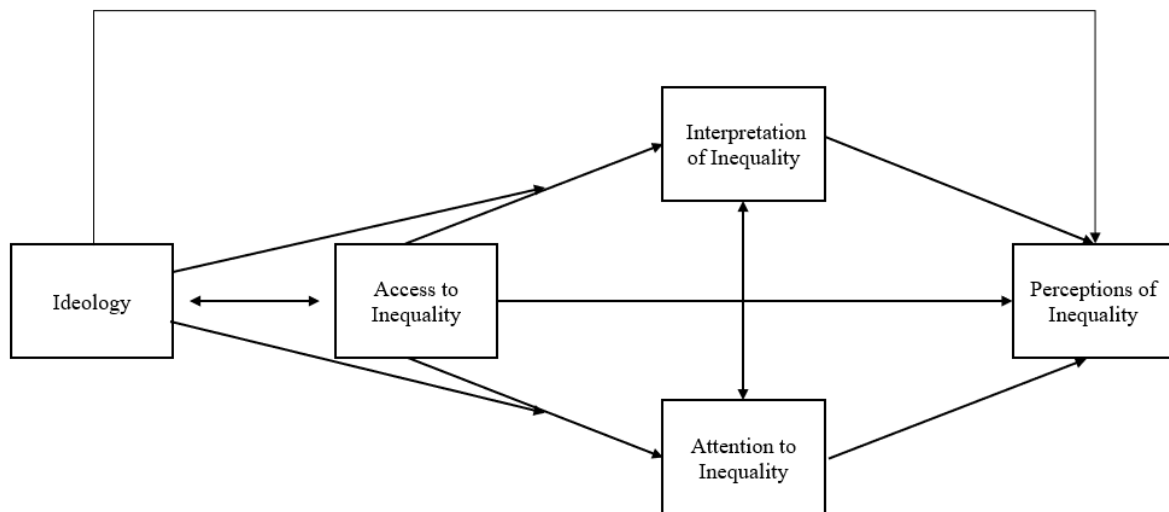 Interpretation
of Inequality
Ideology
Access to
Inequality
Perceptions of
Inequality
Attention to
Inequality